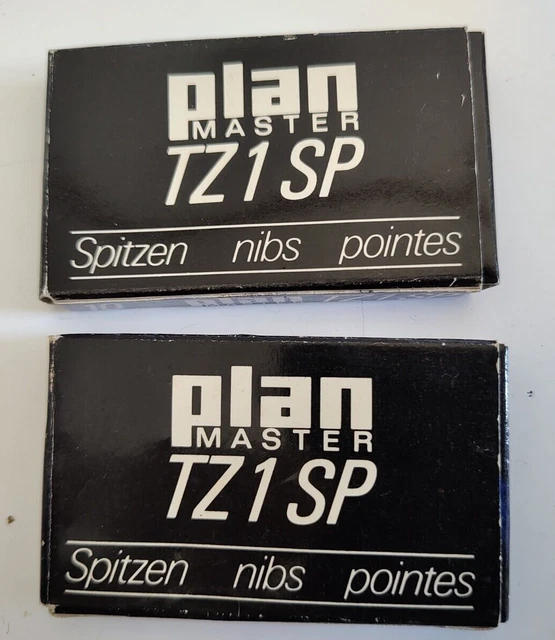 plan
MASTER
TZ1 SP
Spitzen nibs pointes
plan
MASTER
TZ1 SP
Spitzen nibs pointes